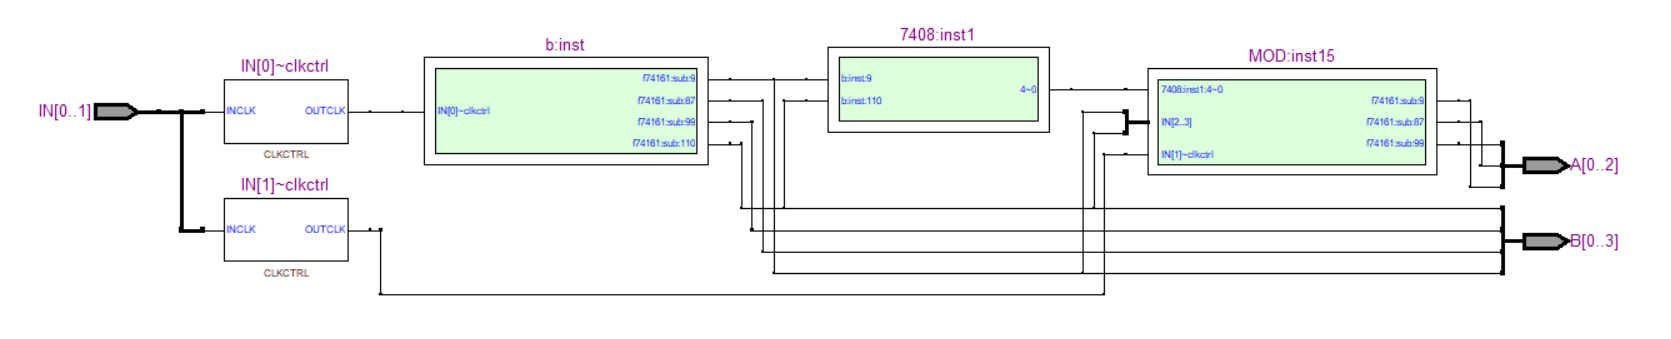 IN[0..1]
IN[0]~clkctrl
INCLK
OUTCLK
CLKCTRL
IN[1]~clkctrl
INCLK
OUTCLK
CLKCTRL
b:inst
IN[0]~clkctrl
f74161:sub:9
f74161:sub:87
f74161:sub:99
f74161:sub:110
7408:inst1
b:inst:9
b:inst:110
4~0
MOD:inst15
7408:inst1:4~0
IN[2..3]
IN[1]~clkctrl
f74161:sub:9
f74161:sub:87
f74161:sub:99
A[0..2]
B[0..3]